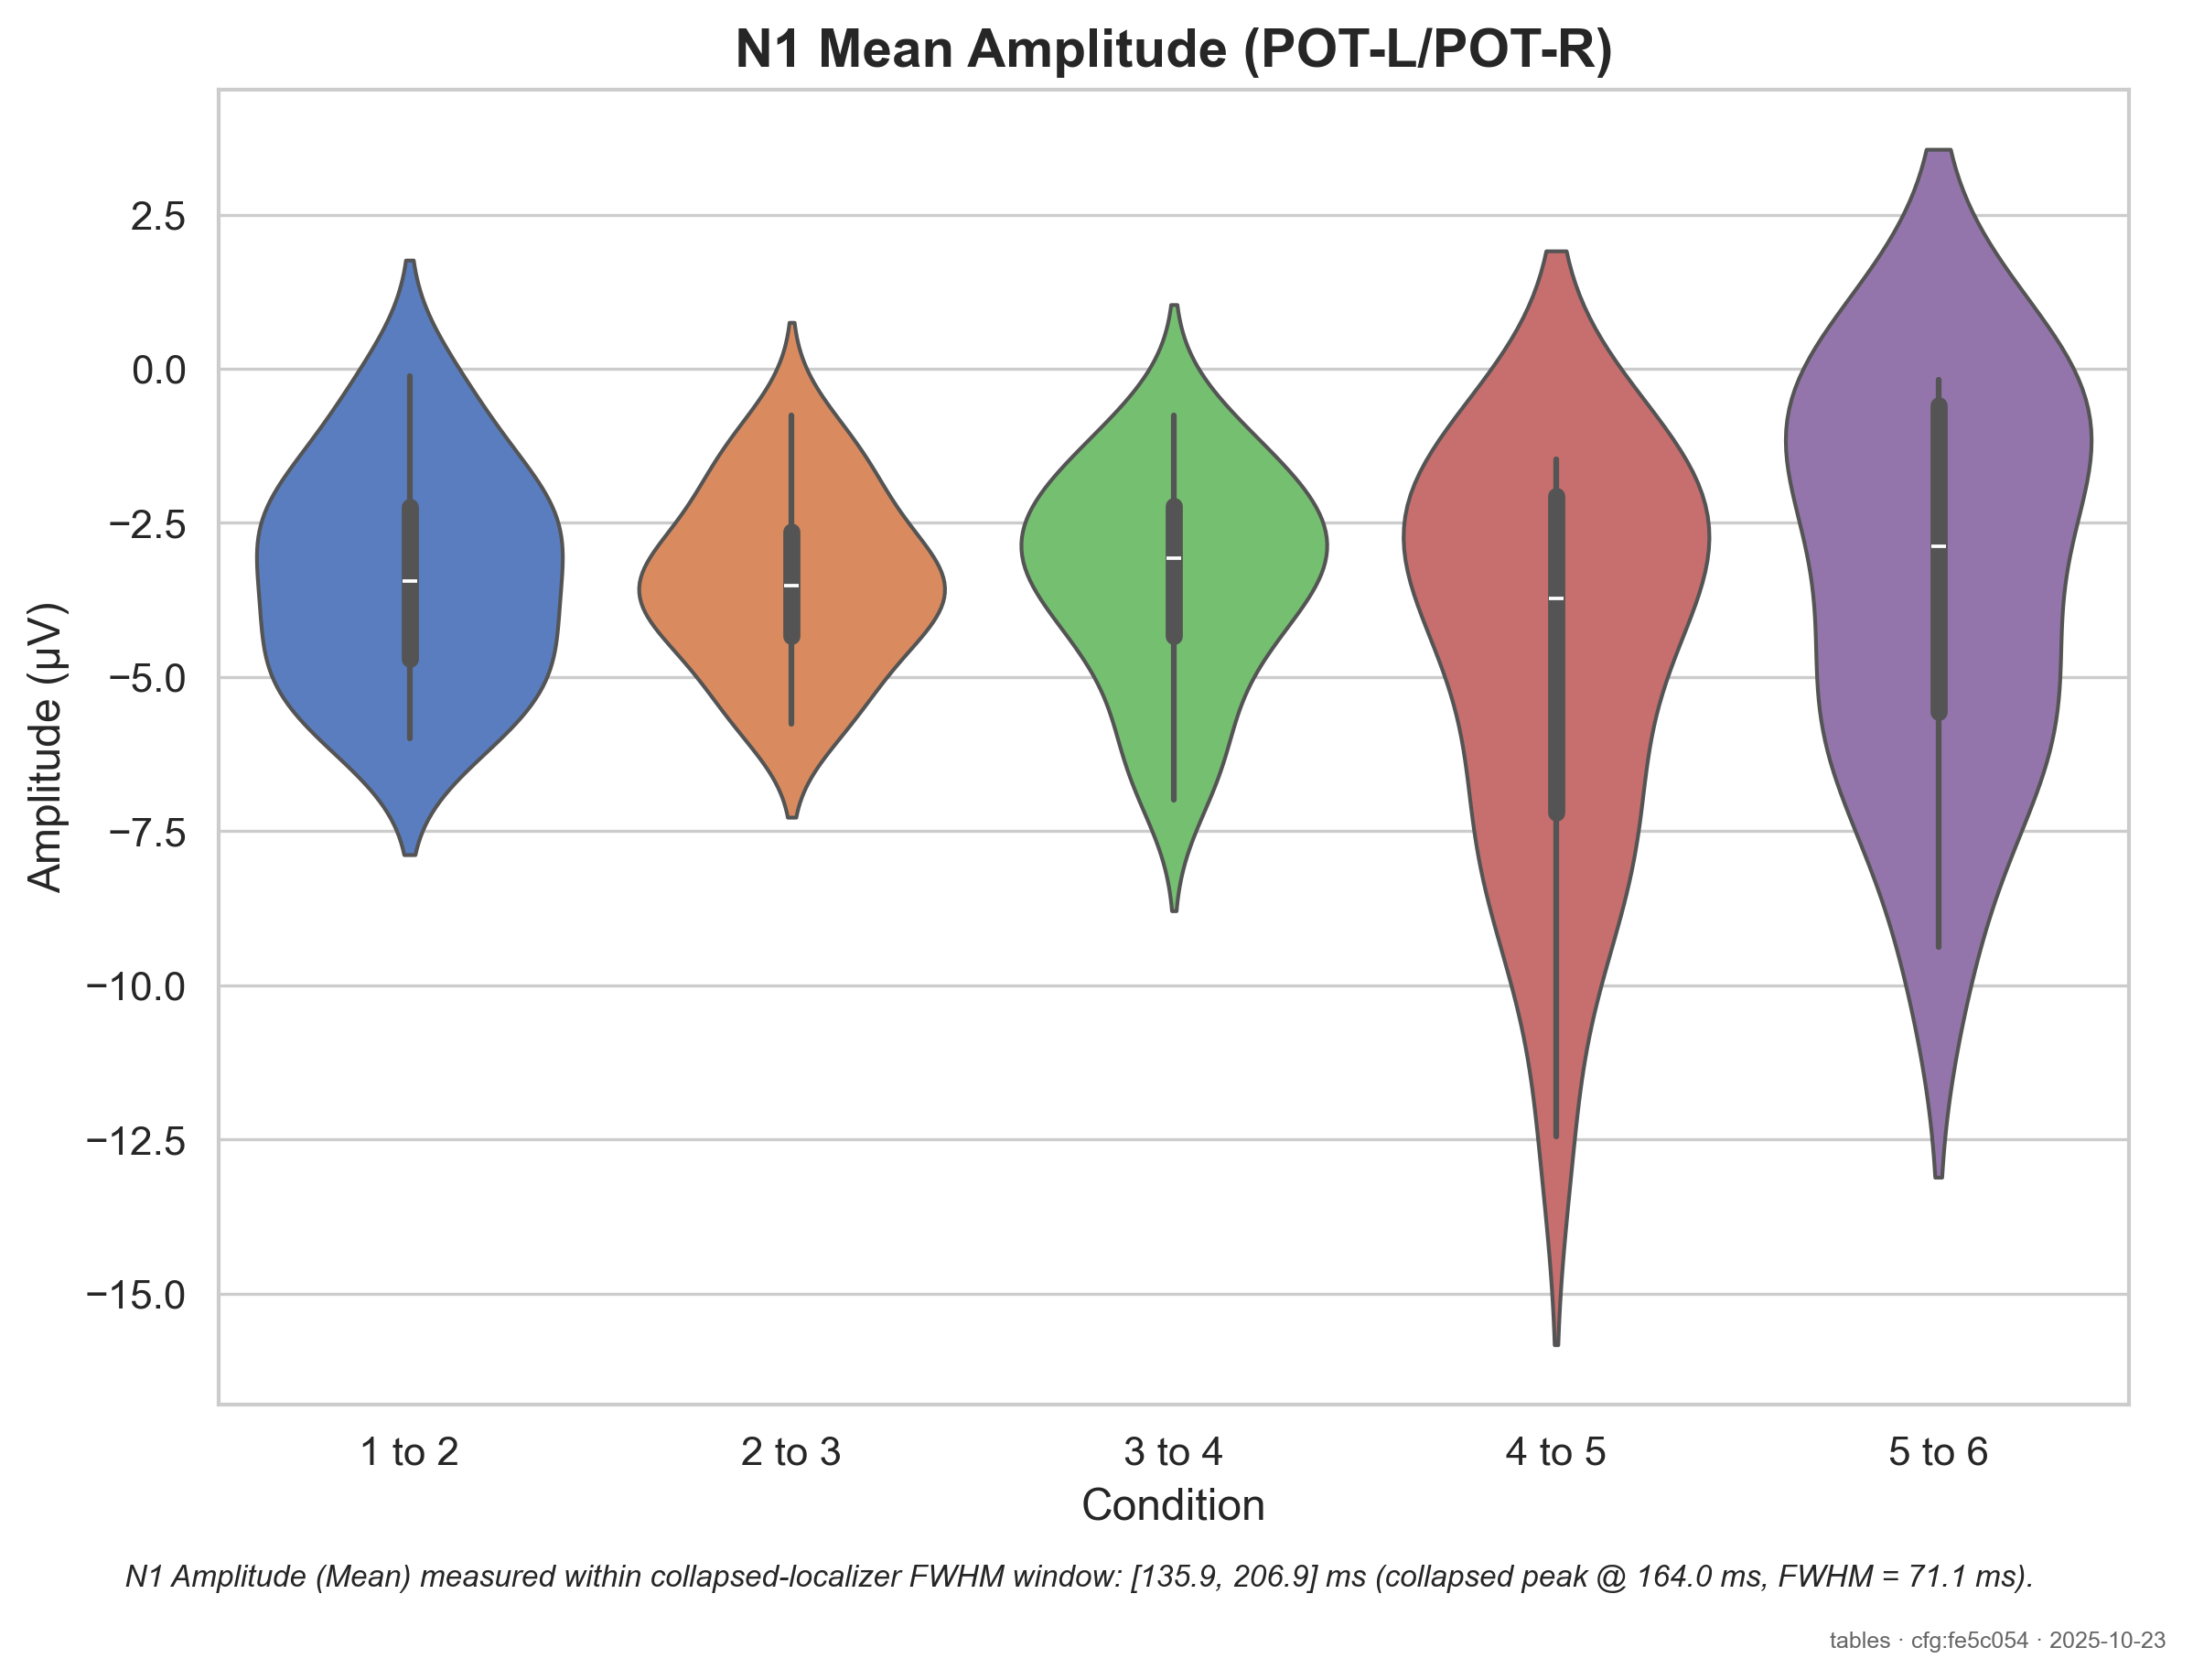 N1 Mean Amplitude (POT-L/POT-R)
Amplitude (µV)
2.5
0.0
−2.5
−5.0
−7.5
−10.0
−12.5
−15.0
1 to 2
2 to 3
3 to 4
4 to 5
5 to 6
Condition
N1 Amplitude (Mean) measured within collapsed-localizer FWHM window: [135.9, 206.9] ms (collapsed peak @ 164.0 ms, FWHM = 71.1 ms).
tables · cfg:fe5c054 · 2025-10-23